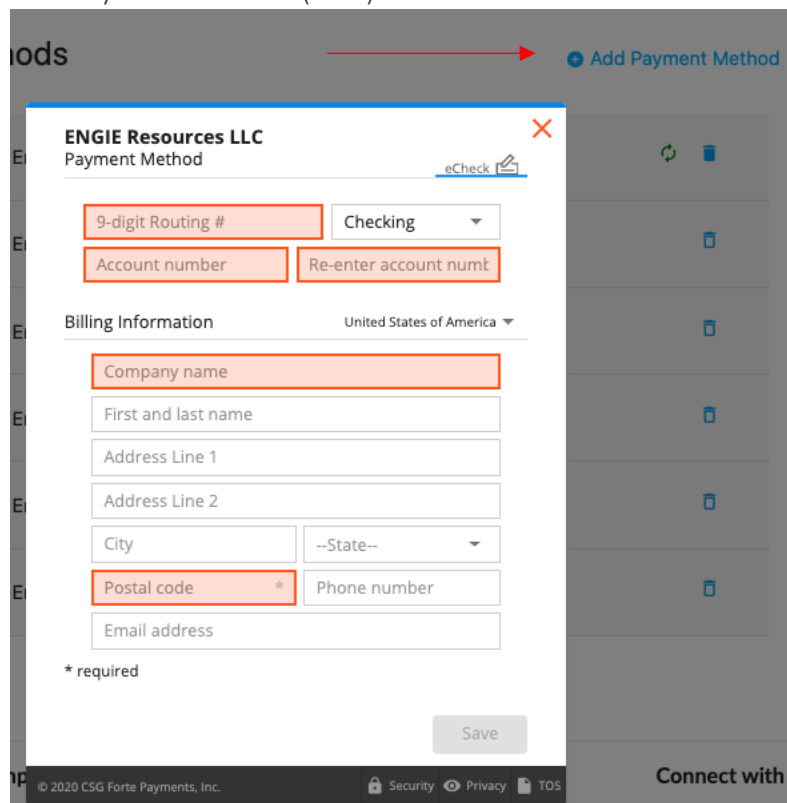 ods
Add Payment Method
ENGIE Resources LLC
Payment Method
eCheck
9-digit Routing #
Checking
Account number
Re-enter account numb
Billing Information
United States of America
Company name
First and last name
Address Line 1
Address Line 2
City
--State--
Postal code *
Phone number
Email address
* required
Save
© 2020 CSG Forte Payments, Inc.
Security
Privacy
TOS
Connect with